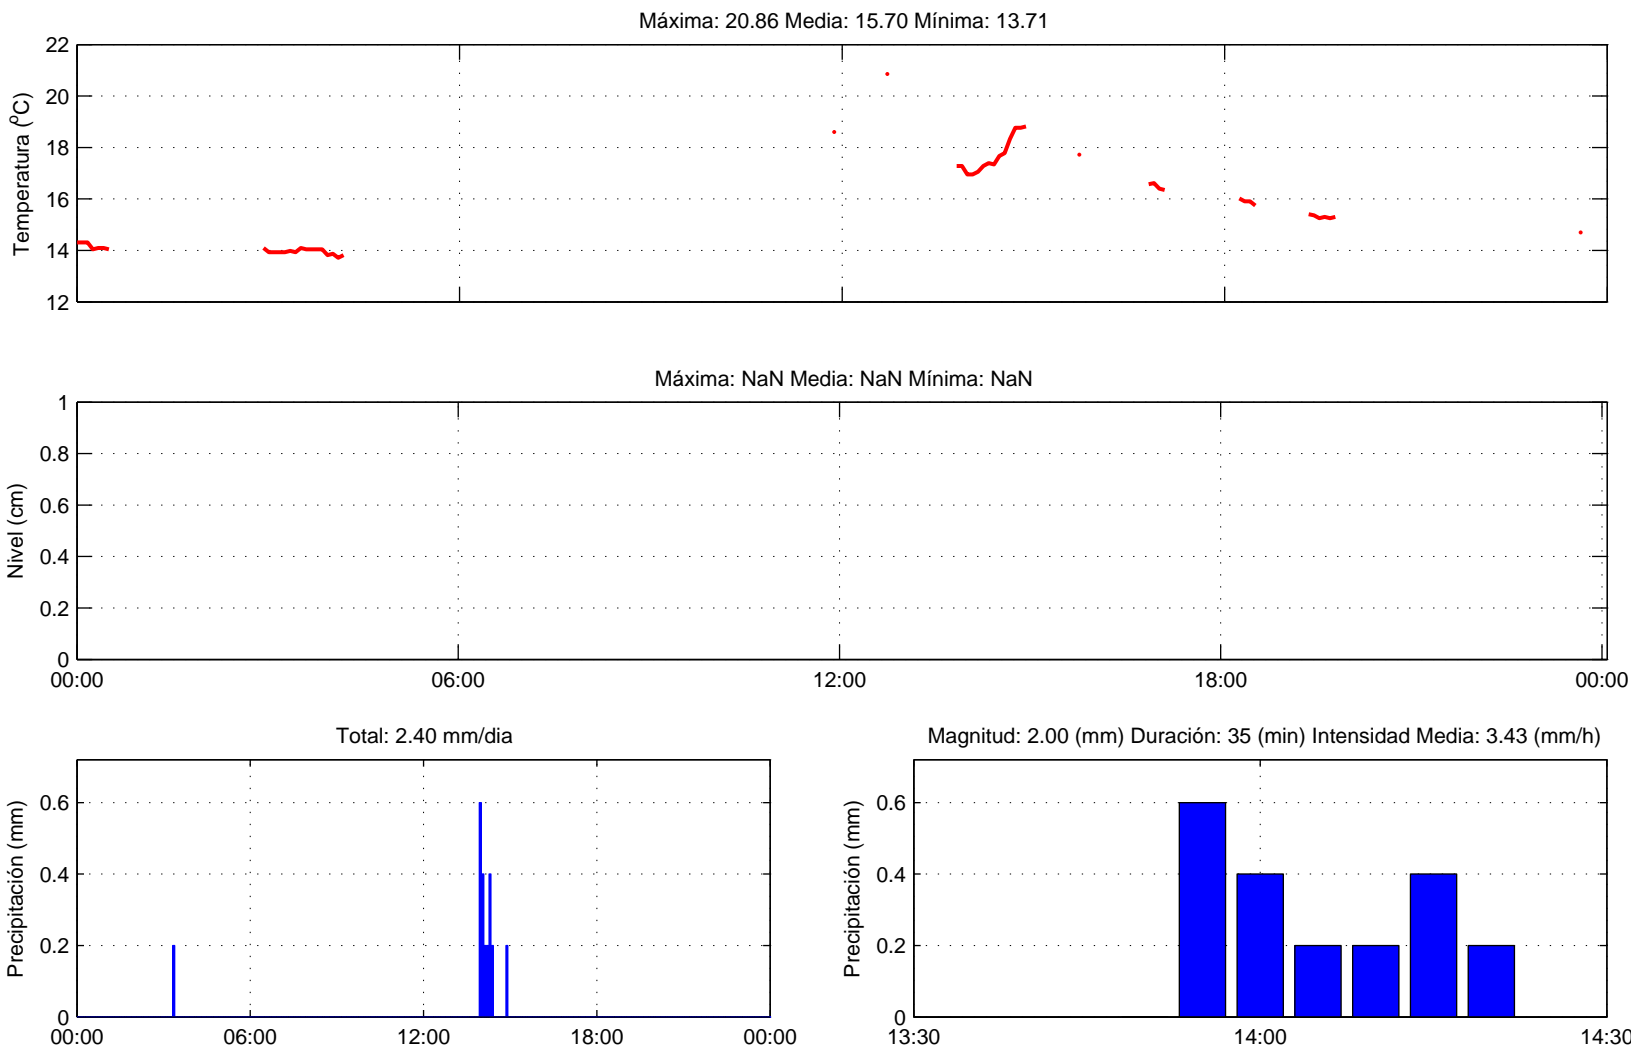 Máxima: 20.86 Media: 15.70 Mínima: 13.71
Temperatura (ºC)
22
20
18
16
14
12
Máxima: NaN Media: NaN Mínima: NaN
Nivel (cm)
1
0.8
0.6
0.4
0.2
0
00:00 06:00 12:00 18:00 00:00
Total: 2.40 mm/dia
Precipitación (mm)
0.6
0.4
0.2
0
00:00 06:00 12:00 18:00 00:00
Magnitud: 2.00 (mm) Duración: 35 (min) Intensidad Media: 3.43 (mm/h)
Precipitación (mm)
0.6
0.4
0.2
0
13:30 14:00 14:30